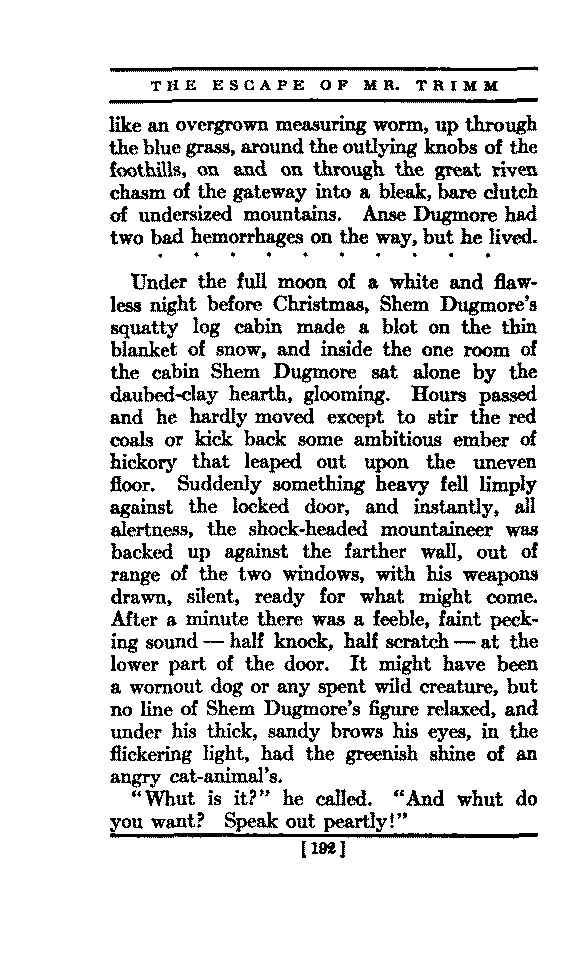 THE ESCAPE OF MR. TRIMM
like an overgrown measuring worm, up through
the blue grass, around the outlying knobs of the
foothills, on and on through the great riven
chasm of the gateway into a bleak, bare clutch
of undersized mountains. Anse Dugmore had
two bad hemorrhages on the way, but he lived.
. . . . . . . . . .
Under the full moon of a white and flaw-
less night before Christmas, Shem Dugmore's
squatty log cabin made a blot on the thin
blanket of snow, and inside the one room of
the cabin Shem Dugmore sat alone by the
daubed-clay hearth, glooming. Hours passed
and he hardly moved except to stir the red
coals or kick back some ambitious ember of
hickory that leaped out upon the uneven
floor. Suddenly something heavy fell limply
against the locked door, and instantly, all
alertness, the shock-headed mountaineer was
backed up against the farther wall, out of
range of the two windows, with his weapons
drawn, silent, ready for what might come.
After a minute there was a feeble, faint peck-
ing sound — half knock, half scratch — at the
lower part of the door. It might have been
a wornout dog or any spent wild creature, but
no line of Shem Dugmore's figure relaxed, and
under his thick, sandy brows his eyes, in the
flickering light, had the greenish shine of an
angry cat-animal's.
"Whut is it?" he called. "And whut do
you want? Speak out peartly!"
[192]